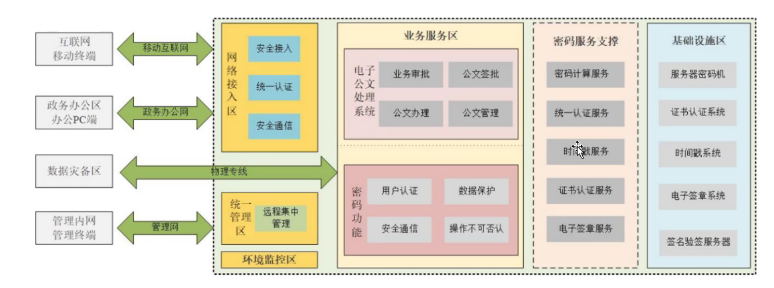 互联网
移动终端
移动互联网
政务办公区
办公PC端
政务办公网
数据灾备区
物理专线
管理内网
管理终端
管理网
网络接入区
安全接入
统一认证
安全通信
统一
管理
区
远程集中
管理
环境监控区
业务服务区
电子
公文
处理
系统
业务审批
公文签批
公文办理
公文管理
密码功能
用户认证
数据保护
安全通信
操作不可否认
密码服务支撑
密码计算服务
统一认证服务
时间戳服务
证书认证服务
电子签章服务
基础设施区
服务器密码机
证书认证系统
时间戳系统
电子签章系统
签名验签服务器